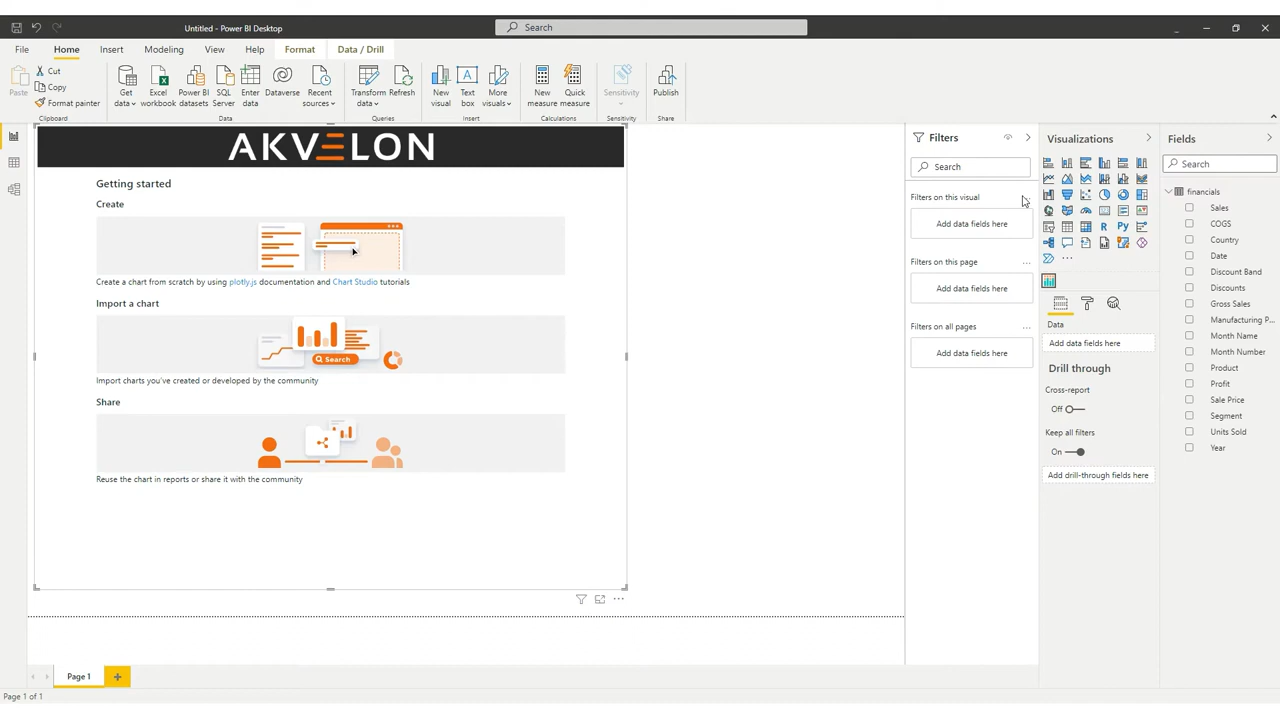 Untitled - Power BI Desktop
Search
File Home Insert Modeling View Help Format Data / Drill
Paste
Cut
Copy
Format painter
Clipboard
Get data
Excel workbook
Power BI datasets
SQL Server
Enter data
Dataverse
Recent sources
Data
Transform data
Refresh
Queries
New visual
Text box
More visuals
Insert
New measure
Quick measure
Calculations
Sensitivity
Sensitivity
Publish
Share
AKVELON
Getting started
Create
Create a chart from scratch by using plotly.js documentation and Chart Studio tutorials
Import a chart
Search
Import charts you've created or developed by the community
Share
Reuse the chart in reports or share it with the community
Filters
Search
Filters on this visual
Add data fields here
Filters on this page
Add data fields here
Filters on all pages
Add data fields here
Visualizations
R Py
Data
Add data fields here
Drill through
Cross-report
Off
Keep all filters
On
Add drill-through fields here
Fields
Search
financials
Sales
COGS
Country
Date
Discount Band
Discounts
Gross Sales
Manufacturing P...
Month Name
Month Number
Product
Profit
Sale Price
Segment
Units Sold
Year
Page 1
Page 1 of 1